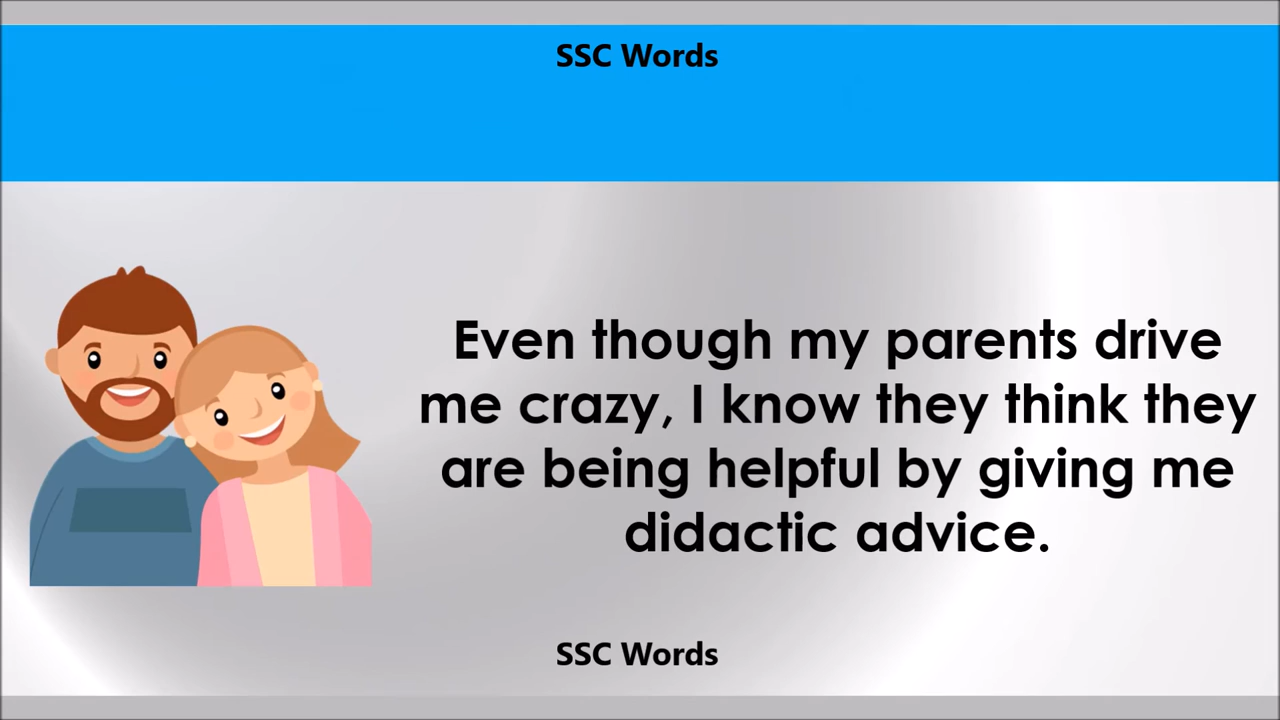 SSC Words
Even though my parents drive
me crazy, I know they think they
are being helpful by giving me
didactic advice.
SSC Words